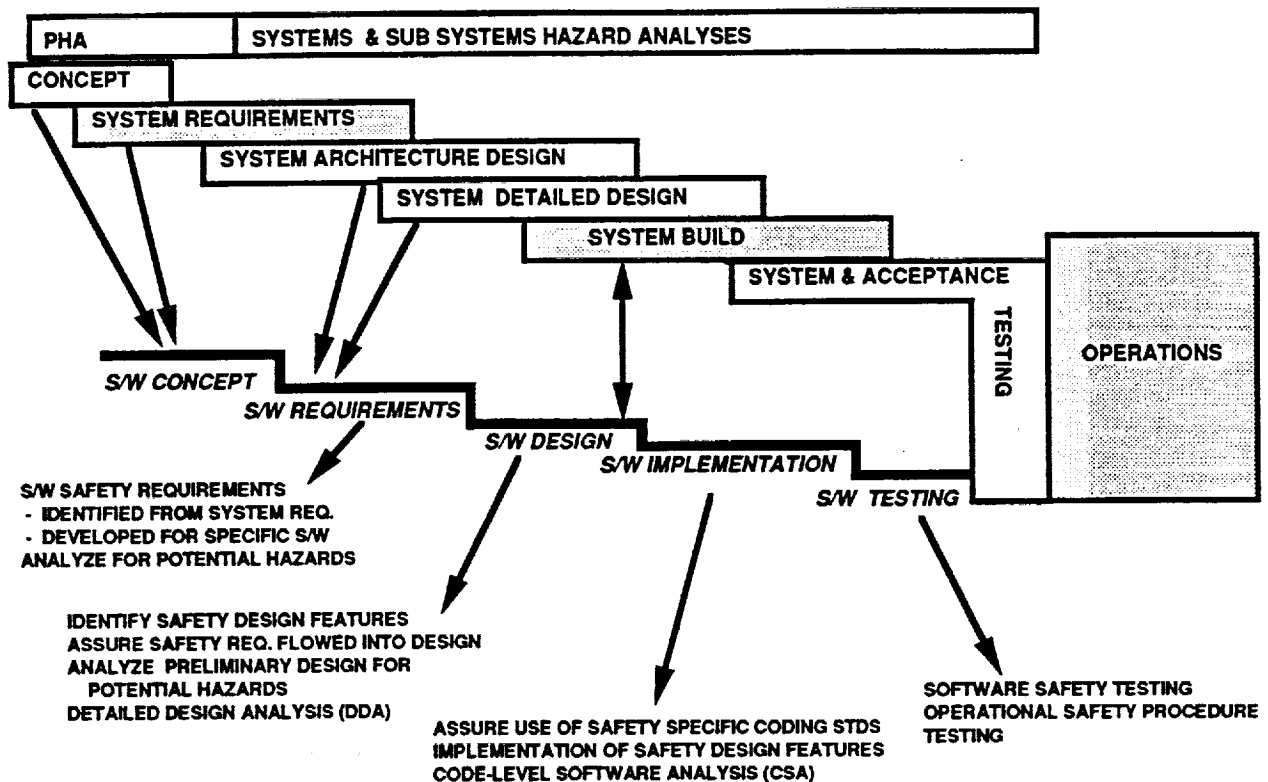 PHA
SYSTEMS & SUB SYSTEMS HAZARD ANALYSES
CONCEPT
SYSTEM REQUIREMENTS
SYSTEM ARCHITECTURE DESIGN
SYSTEM DETAILED DESIGN
SYSTEM BUILD
SYSTEM & ACCEPTANCE
TESTING
OPERATIONS
S/W CONCEPT
S/W REQUIREMENTS
S/W DESIGN
S/W IMPLEMENTATION
S/W TESTING
S/W SAFETY REQUIREMENTS
- IDENTIFIED FROM SYSTEM REQ.
- DEVELOPED FOR SPECIFIC S/W
ANALYZE FOR POTENTIAL HAZARDS
IDENTIFY SAFETY DESIGN FEATURES
ASSURE SAFETY REQ. FLOWED INTO DESIGN
ANALYZE PRELIMINARY DESIGN FOR
POTENTIAL HAZARDS
DETAILED DESIGN ANALYSIS (DDA)
ASSURE USE OF SAFETY SPECIFIC CODING STDS
IMPLEMENTATION OF SAFETY DESIGN FEATURES
CODE-LEVEL SOFTWARE ANALYSIS (CSA)
SOFTWARE SAFETY TESTING
OPERATIONAL SAFETY PROCEDURE
TESTING